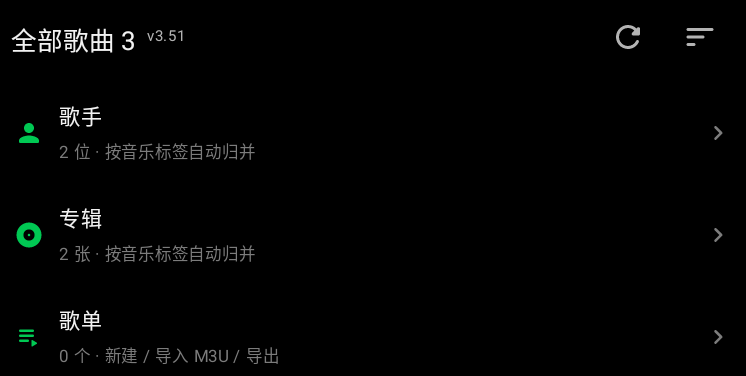 全部歌曲 3 v3.51
歌手
2 位 · 按音乐标签自动归并
专辑
2 张 · 按音乐标签自动归并
歌单
0 个 · 新建 / 导入 M3U / 导出